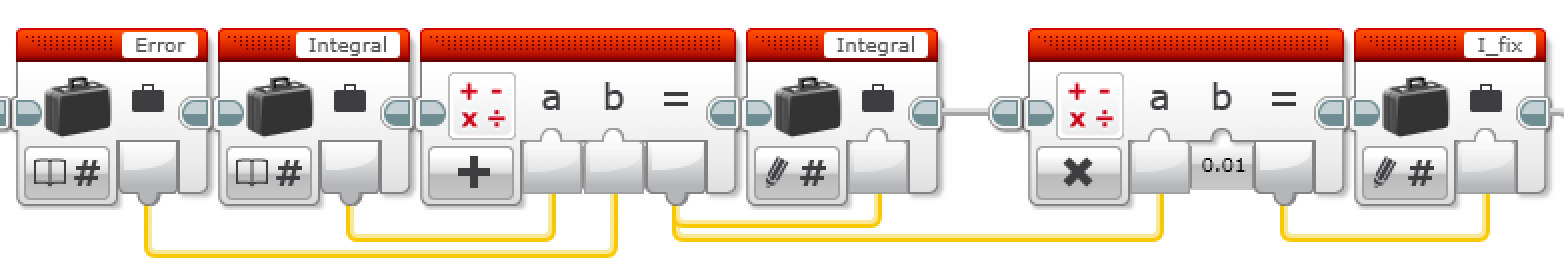 Error
Integral
Integral
I_fix
+ - x ÷
a b =
+ - x ÷
a b =
#
#
+
#
×
0.01
#